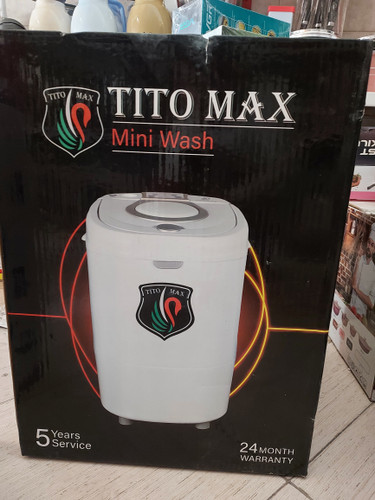 TITO MAX
TITO MAX
Mini Wash
TITO MAX
5 Years
Service
24 MONTH
WARRANTY